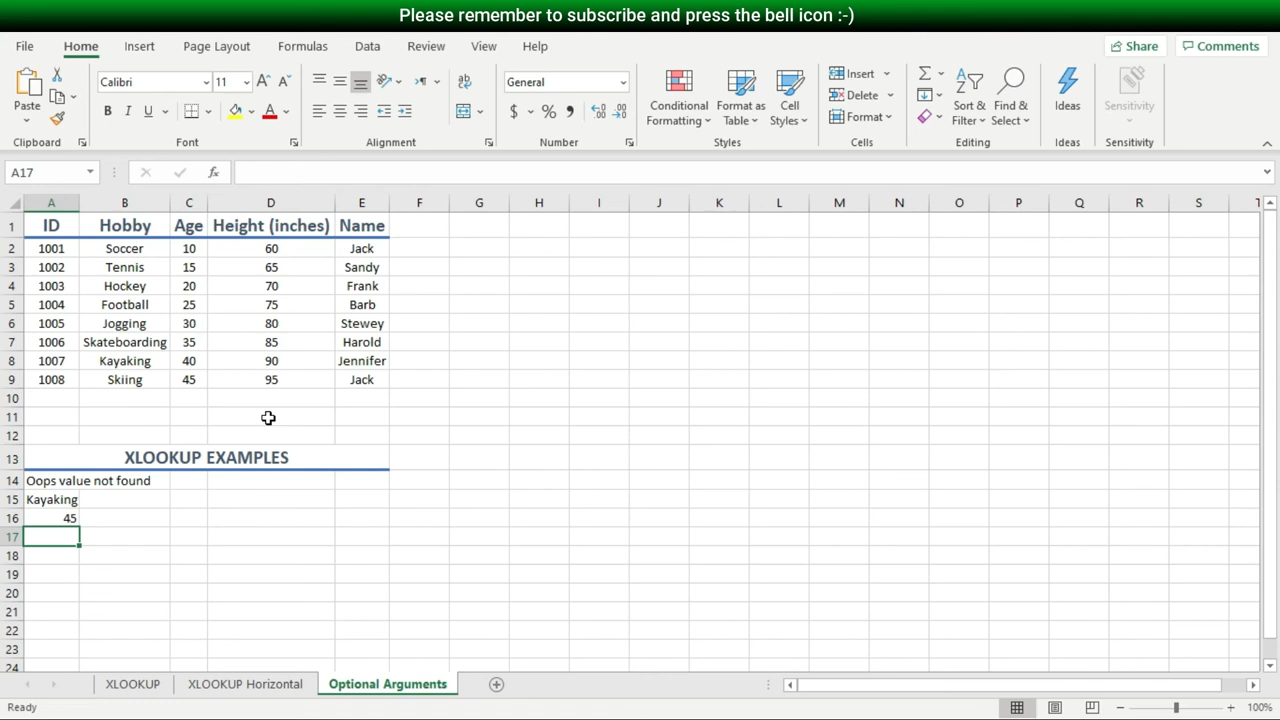 Please remember to subscribe and press the bell icon :-)
File Home Insert Page Layout Formulas Data Review View Help Share Comments
Paste Calibri 11 General Conditional Formatting Format as Table Cell Styles Insert Delete Format Sort & Filter Find & Select Ideas Sensitivity
Clipboard Font Alignment Number Styles Cells Editing Ideas Sensitivity
A17 fx
A B C D E F G H I J K L M N O P Q R S T
1 ID Hobby Age Height (inches) Name
2 1001 Soccer 10 60 Jack
3 1002 Tennis 15 65 Sandy
4 1003 Hockey 20 70 Frank
5 1004 Football 25 75 Barb
6 1005 Jogging 30 80 Stewey
7 1006 Skateboarding 35 85 Harold
8 1007 Kayaking 40 90 Jennifer
9 1008 Skiing 45 95 Jack
10
11
12
13 XLOOKUP EXAMPLES
14 Oops value not found
15 Kayaking
16 45
17
18
19
20
21
22
23
24
XLOOKUP XLOOKUP Horizontal Optional Arguments
Ready 100%